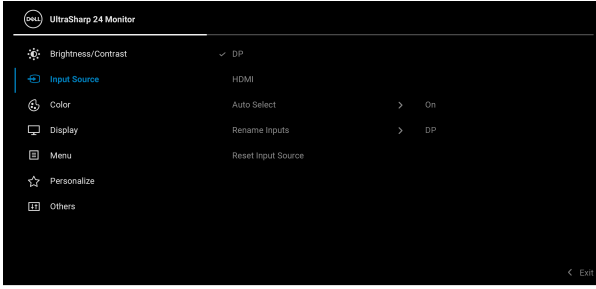 DELL UltraSharp 24 Monitor
Brightness/Contrast DP
Input Source HDMI
Color Auto Select On
Display Rename Inputs DP
Menu Reset Input Source
Personalize
Others
Exit